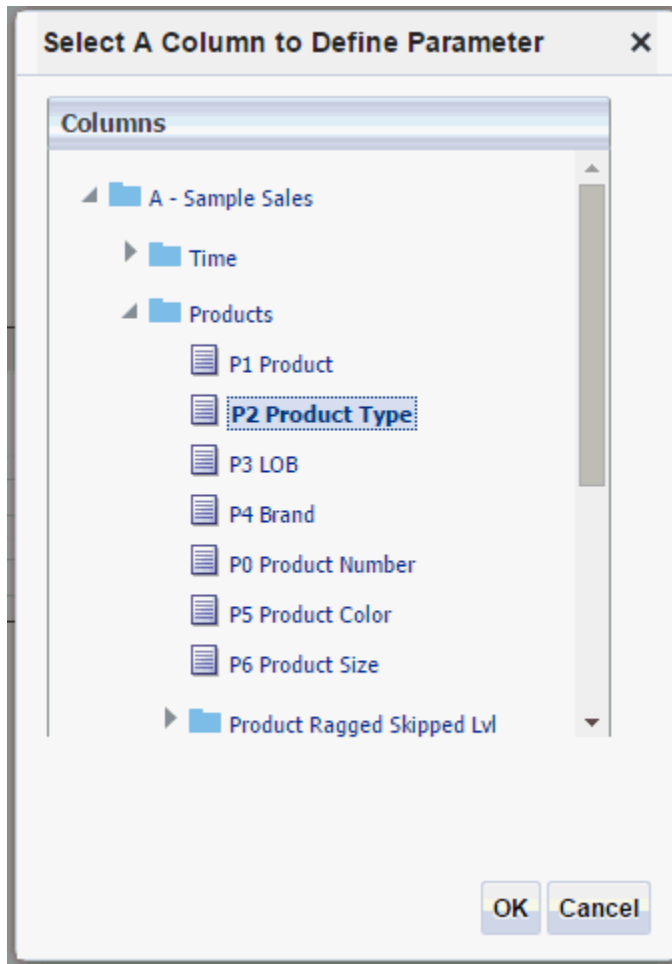 Select A Column to Define Parameter
Columns
A - Sample Sales
Time
Products
P1 Product
P2 Product Type
P3 LOB
P4 Brand
P0 Product Number
P5 Product Color
P6 Product Size
Product Ragged Skipped Lvl
OK Cancel